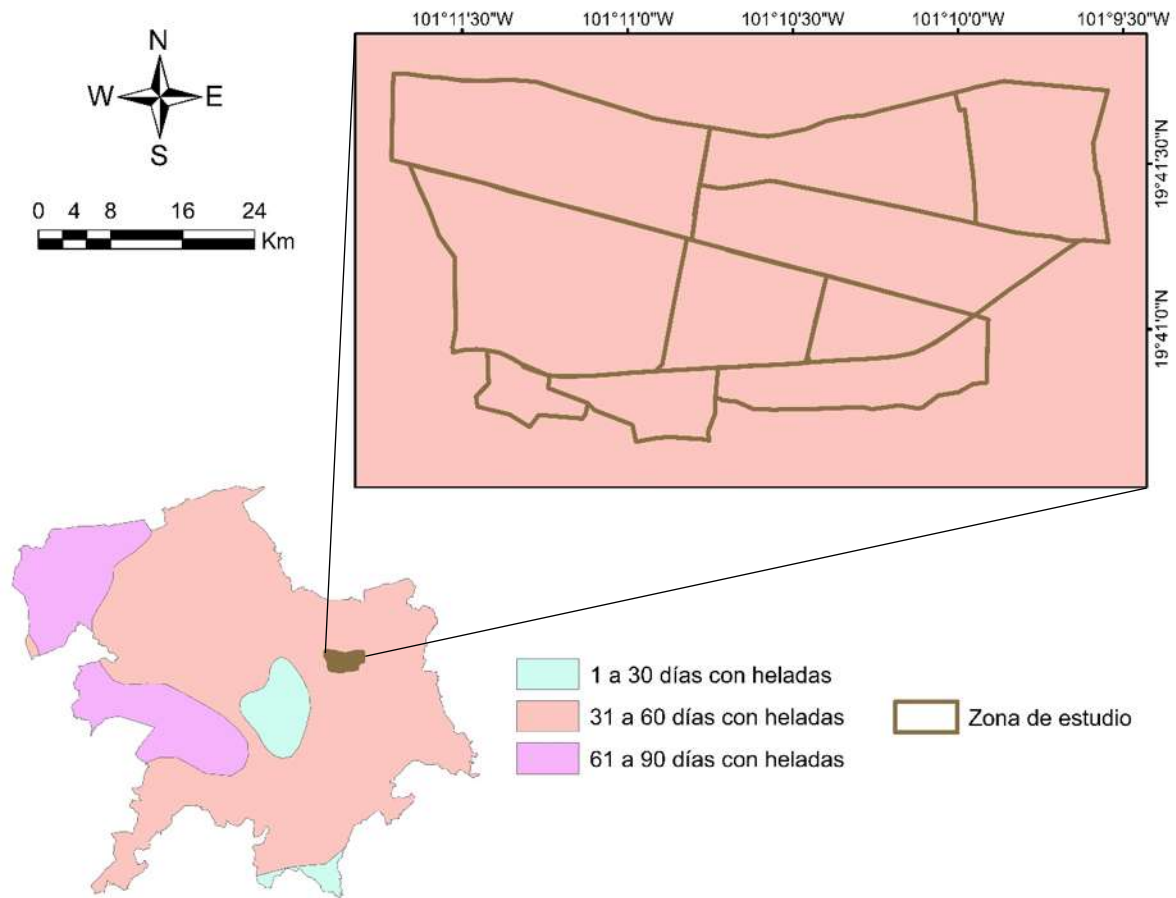 101°11'30"W 101°11'0"W 101°10'30"W 101°10'0"W 101°9'30"W
N
W E
S
19°41'30"N
0 4 8 16 24
Km
19°41'0"N
1 a 30 días con heladas
31 a 60 días con heladas
Zona de estudio
61 a 90 días con heladas